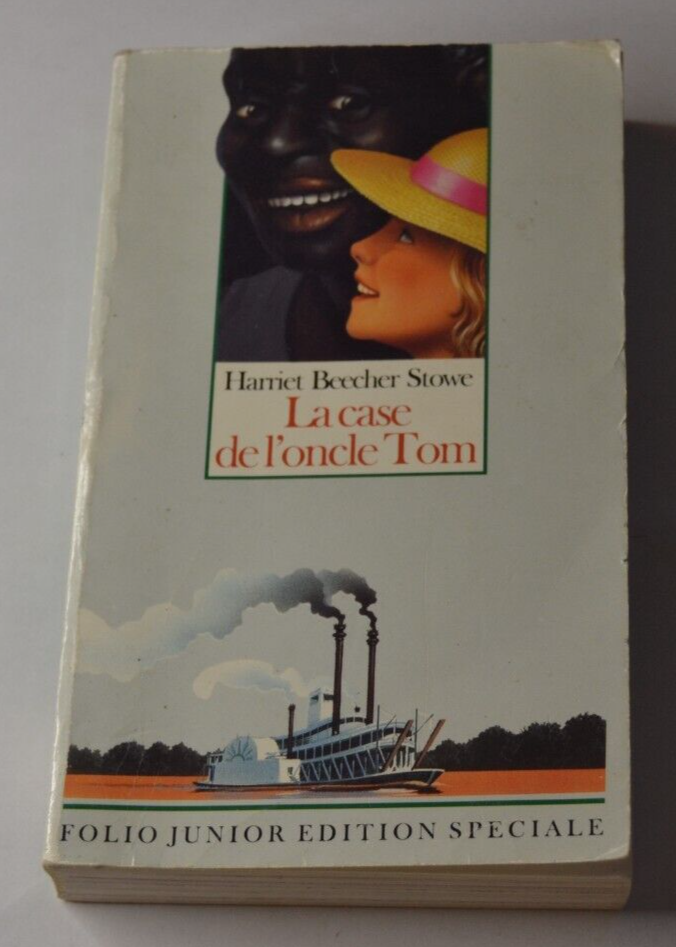 Harriet Beecher Stowe
La case
de l'oncle Tom
FOLIO JUNIOR EDITION SPECIALE